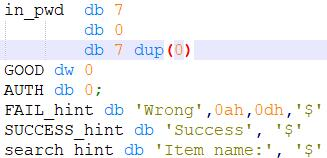 in_pwd db 7
db 0
db 7 dup(0)
GOOD dw 0
AUTH db 0;
FAIL_hint db 'Wrong',0ah,0dh,'$'
SUCCESS_hint db 'Success', '$'
search_hint db 'Item name:', '$'